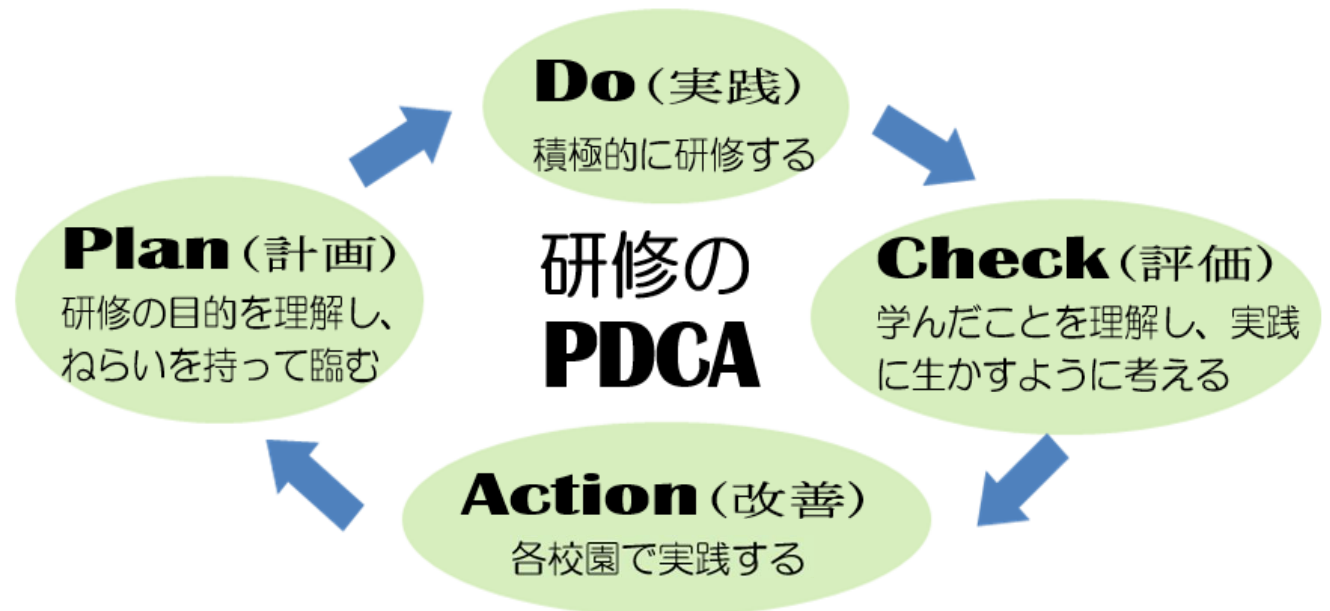 Do(実践)
積極的に研修する
Plan(計画)
研修の目的を理解し、
ねらいを持って臨む
研修の
PDCA
Check(評価)
学んだことを理解し、実践
に生かすように考える
Action(改善)
各校園で実践する